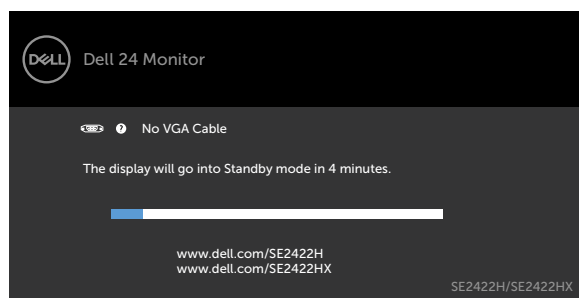 DELL Dell 24 Monitor
? No VGA Cable
The display will go into Standby mode in 4 minutes.
www.dell.com/SE2422H
www.dell.com/SE2422HX
SE2422H/SE2422HX